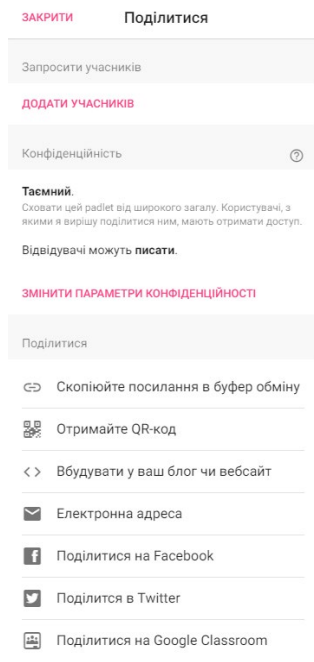 ЗАКРИТИ Поділитися
Запросити учасників
ДОДАТИ УЧАСНИКІВ
Конфіденційність
Таємний.
Сховати цей padlet від широкого загалу. Користувачі, з
якими я вирішу поділитися ним, мають отримати доступ.
Відвідувачі можуть писати.
ЗМІНИТИ ПАРАМЕТРИ КОНФІДЕНЦІЙНОСТІ
Поділитися
Скопіюйте посилання в буфер обміну
Отримайте QR-код
Вбудувати у ваш блог чи вебсайт
Електронна адреса
Поділитися на Facebook
Поділится в Twitter
Поділитися на Google Classroom